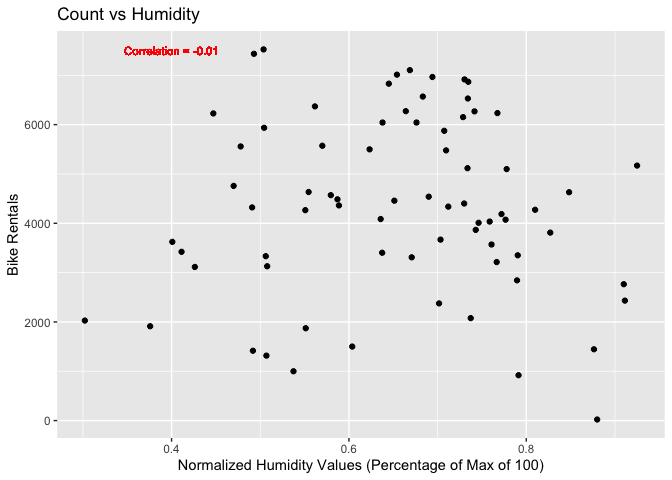 Count vs Humidity
Correlation = -0.01
Bike Rentals
6000
4000
2000
0
0.4 0.6 0.8
Normalized Humidity Values (Percentage of Max of 100)